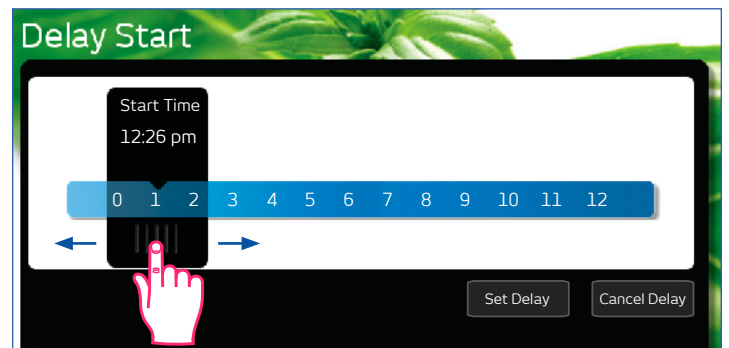 Delay Start
Start Time
12:26 pm
0 1 2 3 4 5 6 7 8 9 10 11 12
Set Delay Cancel Delay